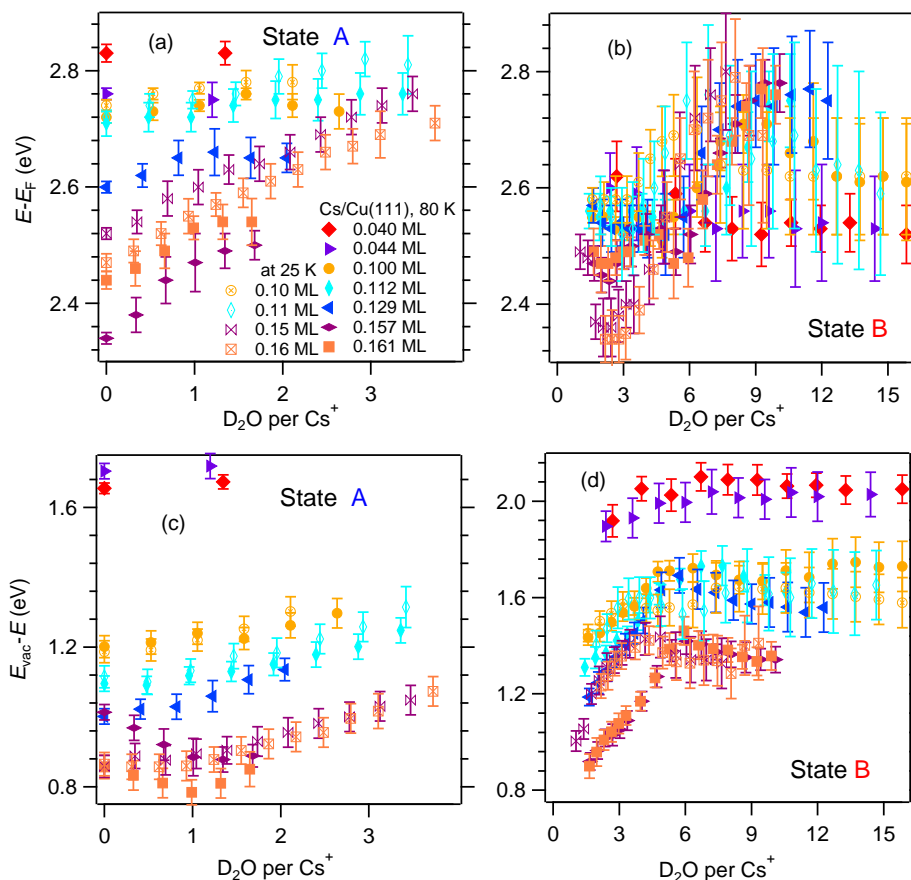 (a)
State A
2.8
2.6
2.4
E-E_F (eV)
0 1 2 3
D₂O per Cs⁺
Cs/Cu(111), 80 K
0.040 ML
0.044 ML
0.100 ML
0.112 ML
0.129 ML
0.157 ML
0.161 ML
at 25 K
0.10 ML
0.11 ML
0.15 ML
0.16 ML
(b)
State B
2.8
2.6
2.4
0 3 6 9 12 15
D₂O per Cs⁺
(c)
State A
1.6
1.2
0.8
E_vac-E (eV)
0 1 2 3
D₂O per Cs⁺
(d)
State B
2.0
1.6
1.2
0.8
0 3 6 9 12 15
D₂O per Cs⁺